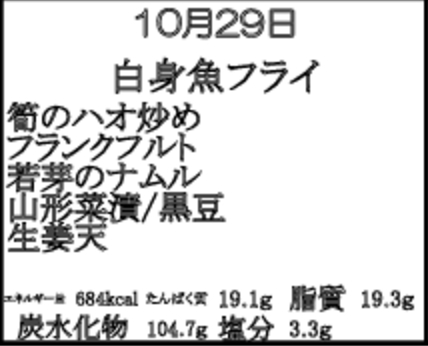 10月29日
白身魚フライ
筍のハオ炒め
フランクフルト
若芽のナムル
山形菜漬/黒豆
生姜天
エネルギー量 684kcal たんぱく質 19.1g 脂質 19.3g
炭水化物 104.7g 塩分 3.3g